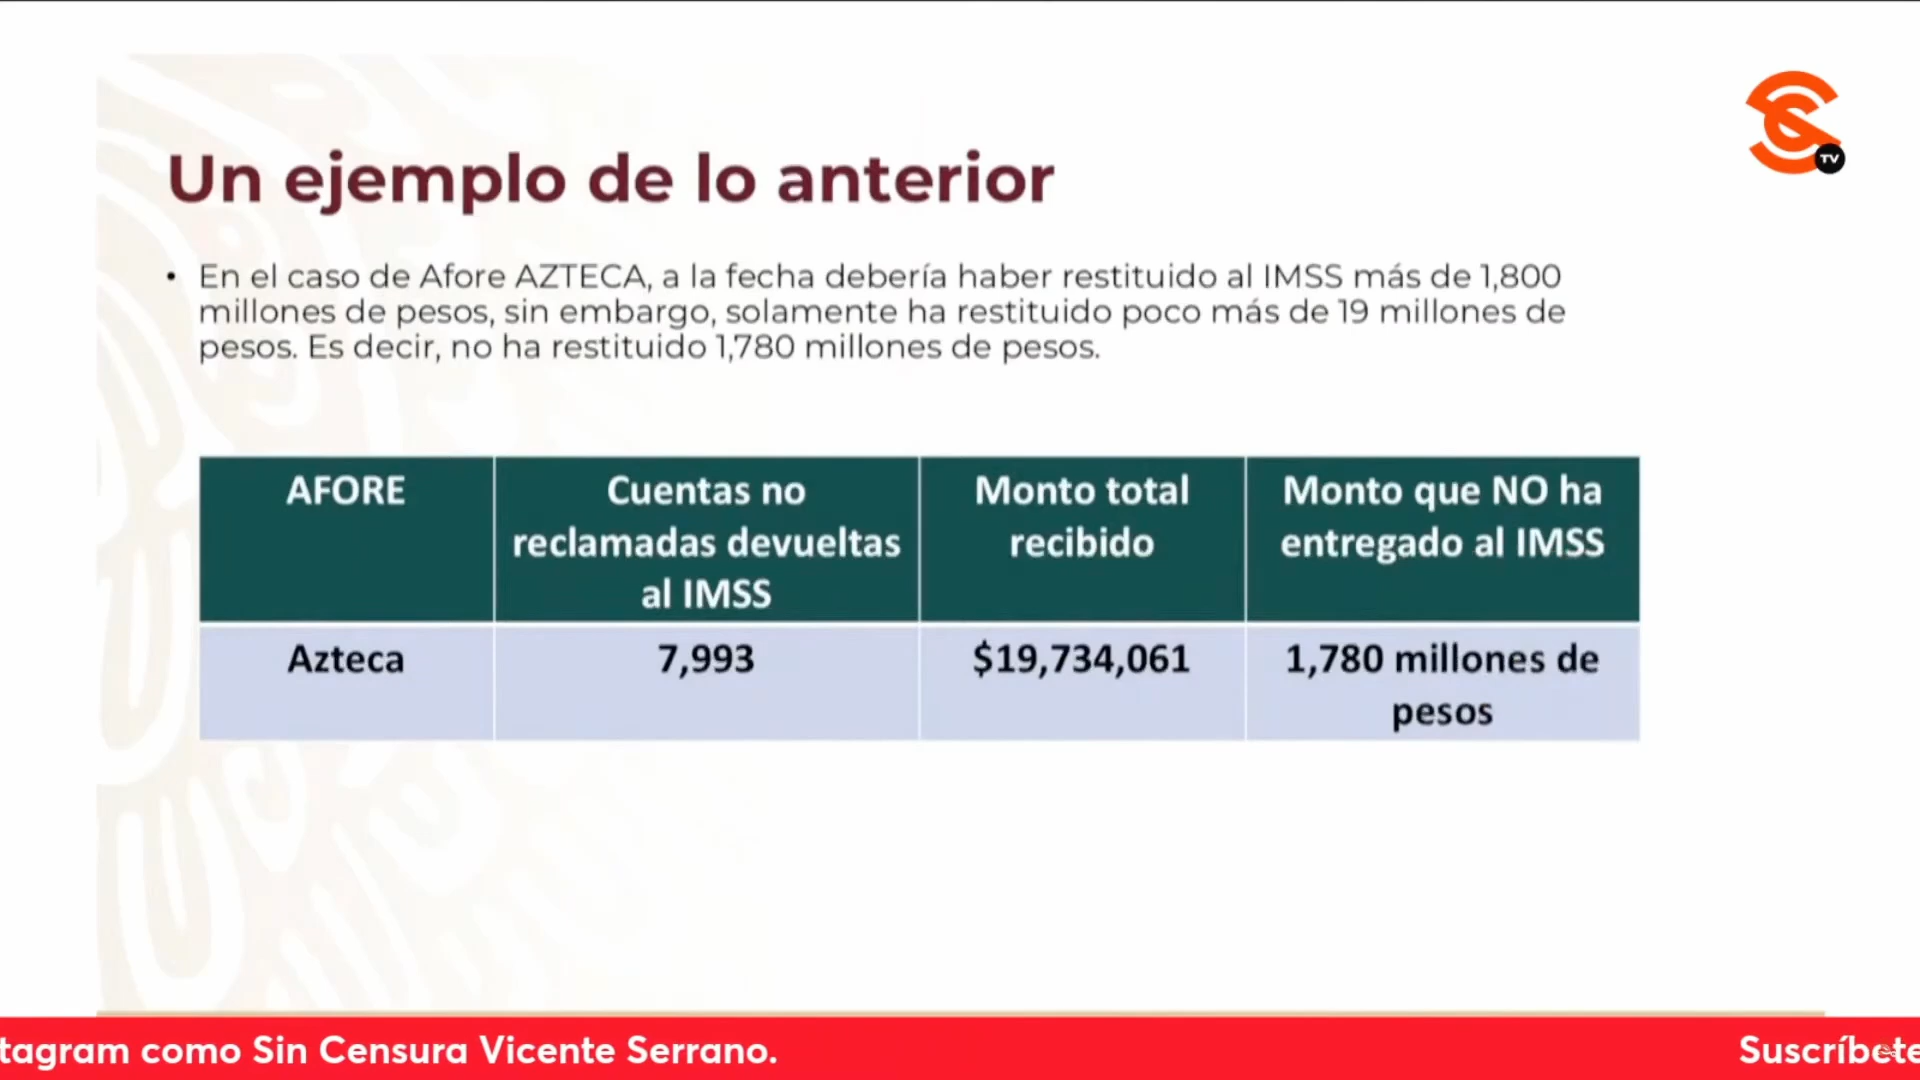 TV
Un ejemplo de lo anterior
• En el caso de Afore AZTECA, a la fecha debería haber restituido al IMSS más de 1,800
millones de pesos, sin embargo, solamente ha restituido poco más de 19 millones de
pesos. Es decir, no ha restituido 1,780 millones de pesos.
AFORE
Cuentas no
reclamadas devueltas
al IMSS
Monto total
recibido
Monto que NO ha
entregado al IMSS
Azteca
7,993
$19,734,061
1,780 millones de
pesos
tagram como Sin Censura Vicente Serrano.
Suscríbete